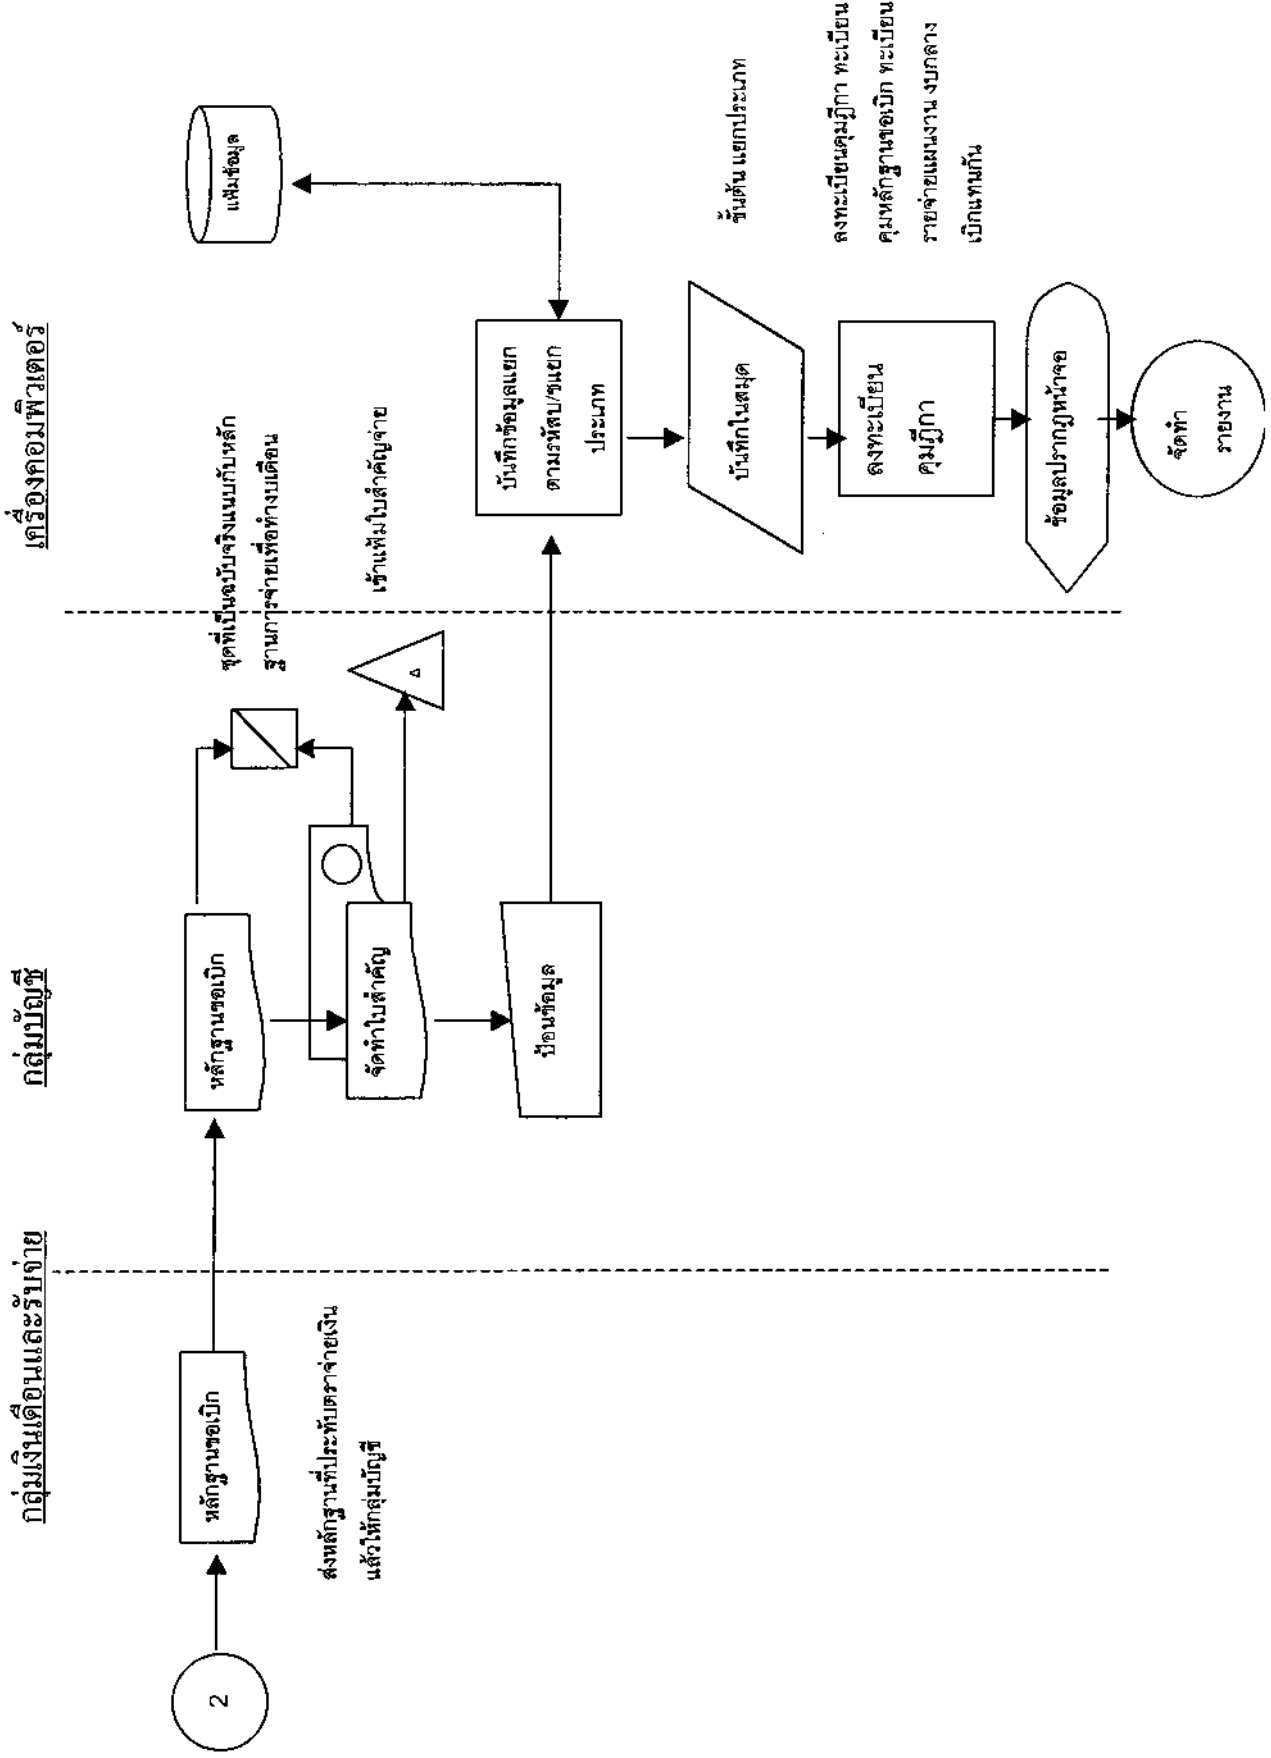 กลุ่มเงินเดือนและรับจ่าย
กลุ่มบัญชี
เครื่องคอมพิวเตอร์
2
หลักฐานขอเบิก
ส่งหลักฐานที่ประทับตราจ่ายเงิน
แล้วให้กลุ่มบัญชี
หลักฐานขอเบิก
จัดทำใบสำคัญ
ป้อนข้อมูล
ชุดที่เป็นฉบับจริงแนบกับหลัก
ฐานการจ่ายเพื่อทำงบเดือน
เข้าแฟ้มใบสำคัญจ่าย
แฟ้มข้อมูล
บันทึกข้อมูลแยก
ตามรหัสบ/ชแยก
ประเภท
บันทึกในสมุด
ขั้นต้น แยกประเภท
ลงทะเบียน
คุมฎีกา
ลงทะเบียนคุมฎีกา ทะเบียน
คุมหลักฐานขอเบิก ทะเบียน
รายจ่ายแผนงาน งบกลาง
เบิกแทนกัน
ข้อมูลปรากฎหน้าจอ
จัดทำ
รายงาน